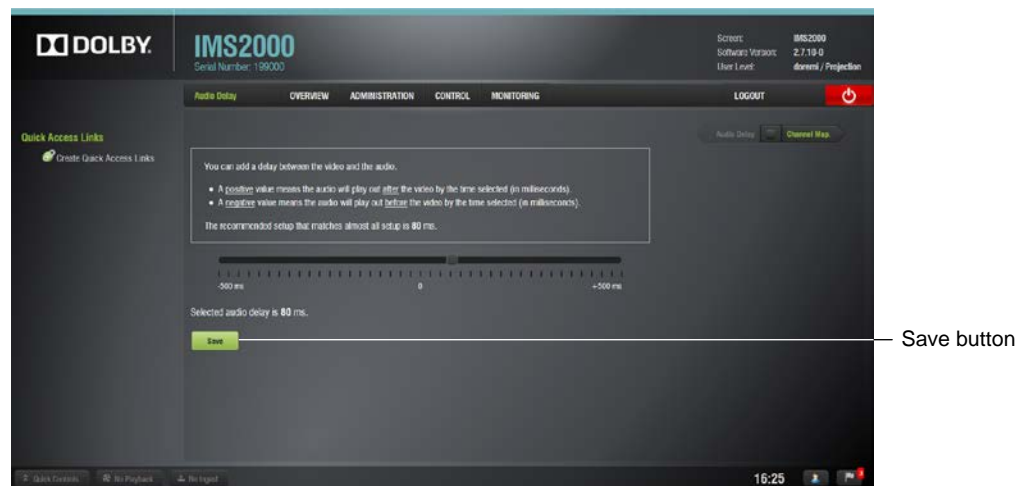 DOLBY.
IMS2000
Serial Number: 199000
Screen: IMS2000
Software Version: 2.7.10-0
User Level: doremi / Projection
Audio Delay OVERVIEW ADMINISTRATION CONTROL MONITORING LOGOUT
Quick Access Links
Create Quick Access Links
Audio Delay Channel Map
You can add a delay between the video and the audio.
• A positive value means the audio will play out after the video by the time selected (in miliseconds).
• A negative value means the audio will play out before the video by the time selected (in miliseconds).
The recommended setup that matches almost all setup is 80 ms.
-500 ms 0 +500 ms
Selected audio delay is 80 ms.
Save
Save button
Quick Controls No Playback No Ingest 16:25